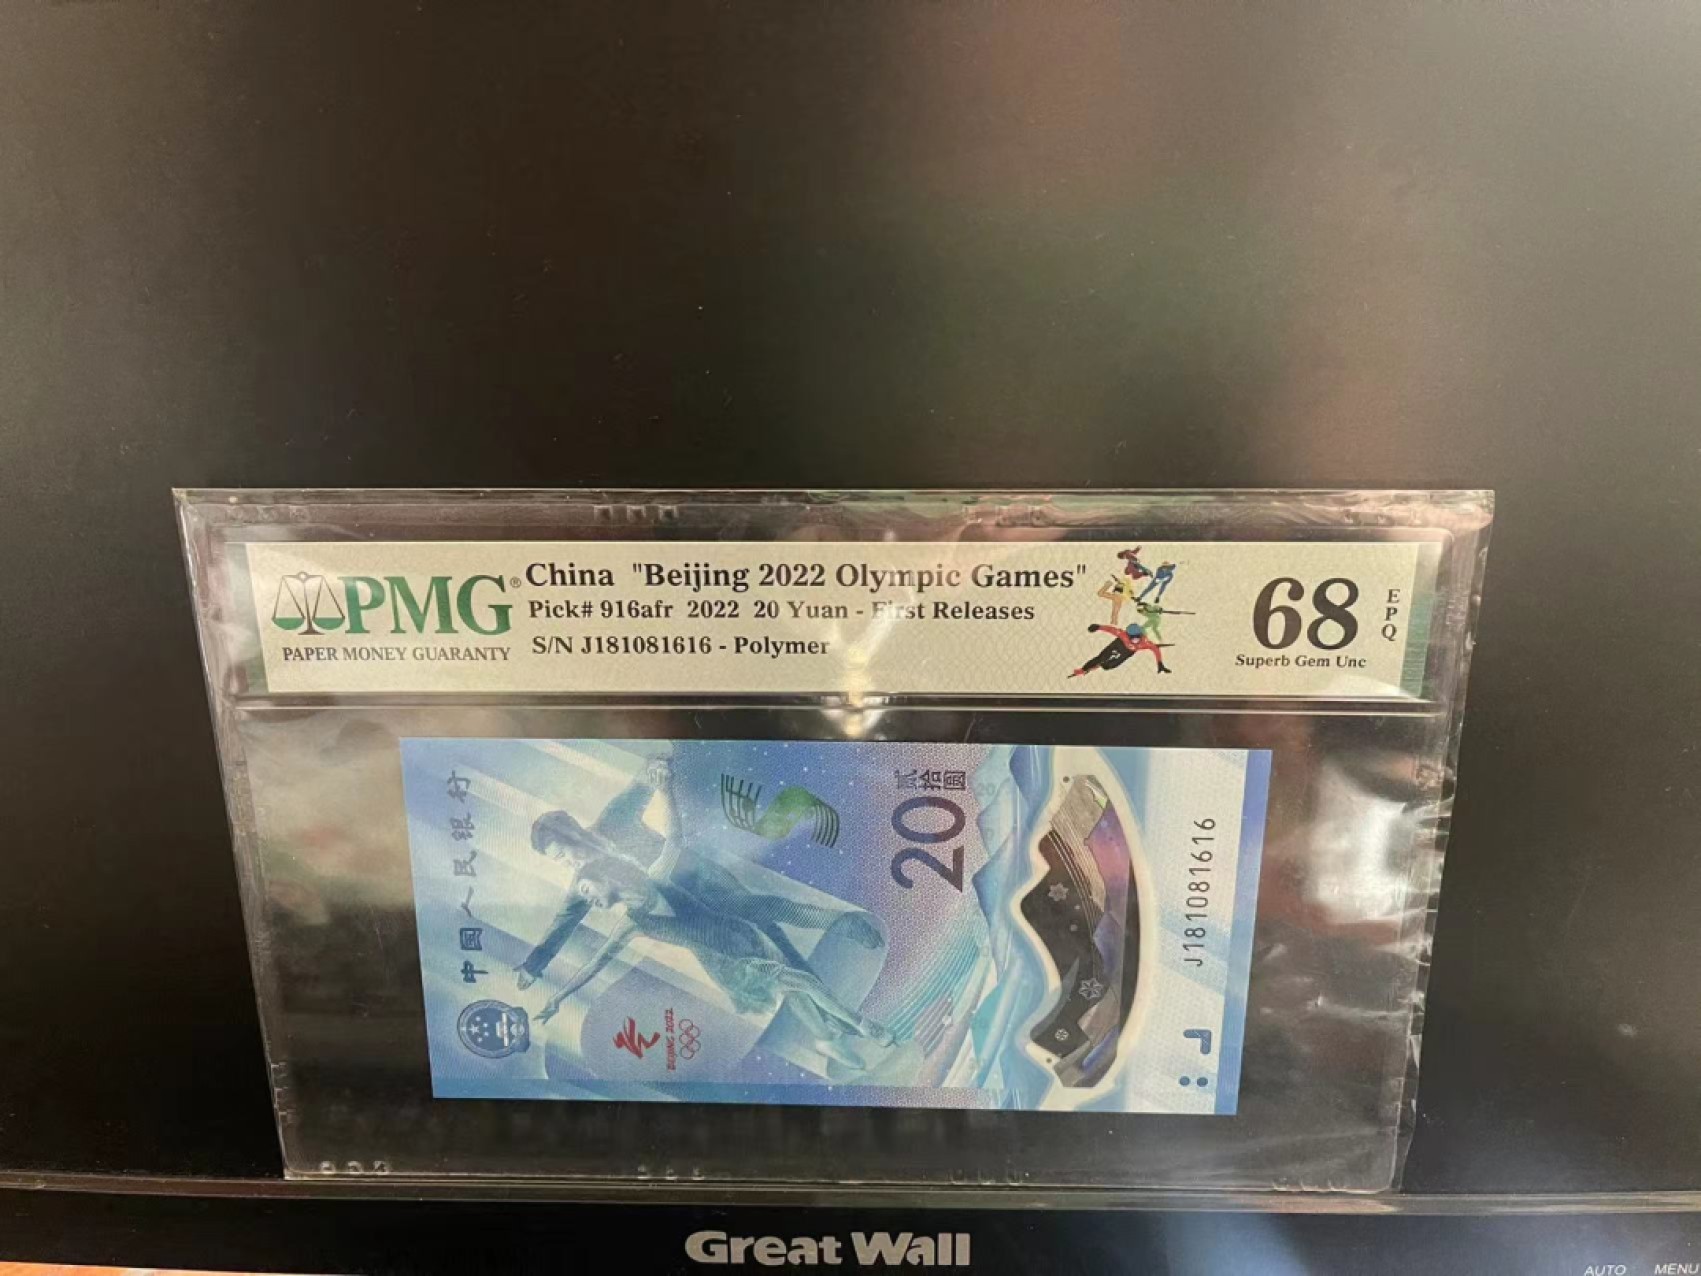 PMG®
PAPER MONEY GUARANTY
China "Beijing 2022 Olympic Games"
Pick# 916afr 2022 20 Yuan - First Releases
S/N J181081616 - Polymer
68
EPQ
Superb Gem Unc
中国人民银行
贰拾圆
20
20
BEIJING 2022
J181081616
Great Wall
AUTO MENU